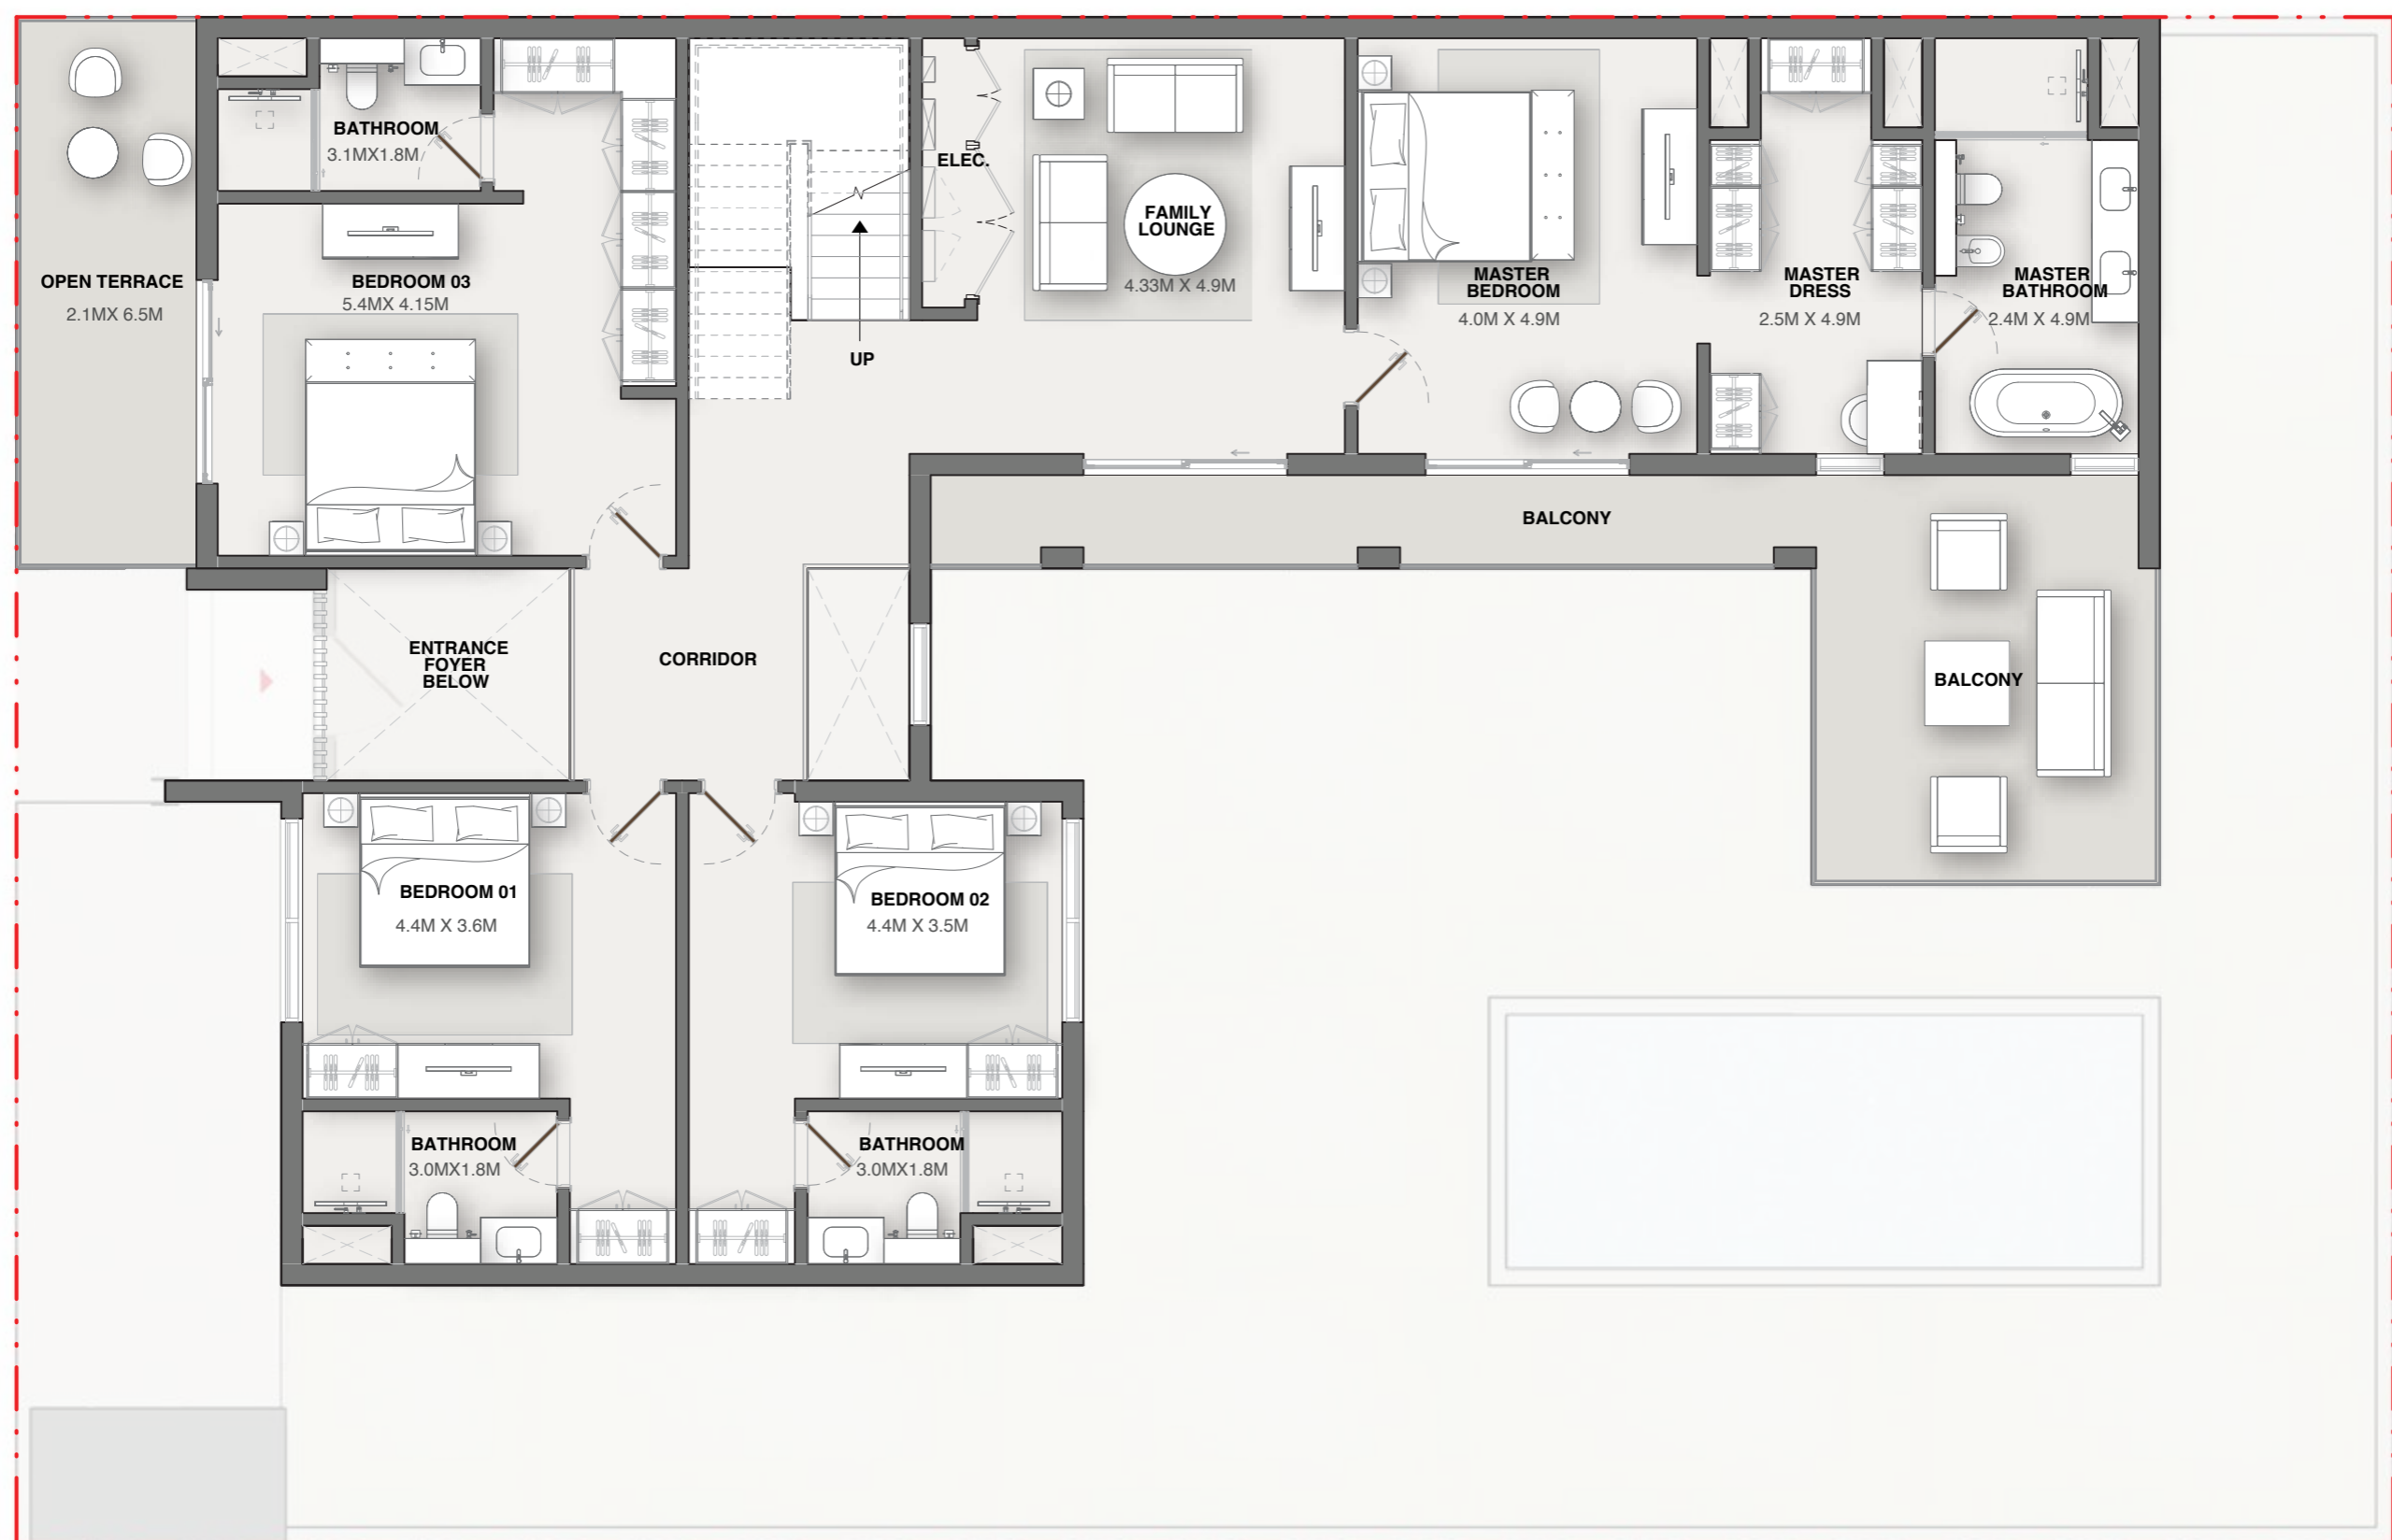 BATHROOM
3.1MX1.8M
ELEC.
FAMILY
LOUNGE
4.33M X 4.9M
OPEN TERRACE
2.1MX 6.5M
BEDROOM 03
5.4MX 4.15M
MASTER
BEDROOM
4.0M X 4.9M
MASTER
DRESS
2.5M X 4.9M
MASTER
BATHROOM
2.4M X 4.9M
UP
BALCONY
ENTRANCE
FOYER
BELOW
CORRIDOR
BALCONY
BEDROOM 01
4.4M X 3.6M
BEDROOM 02
4.4M X 3.5M
BATHROOM
3.0MX1.8M
BATHROOM
3.0MX1.8M